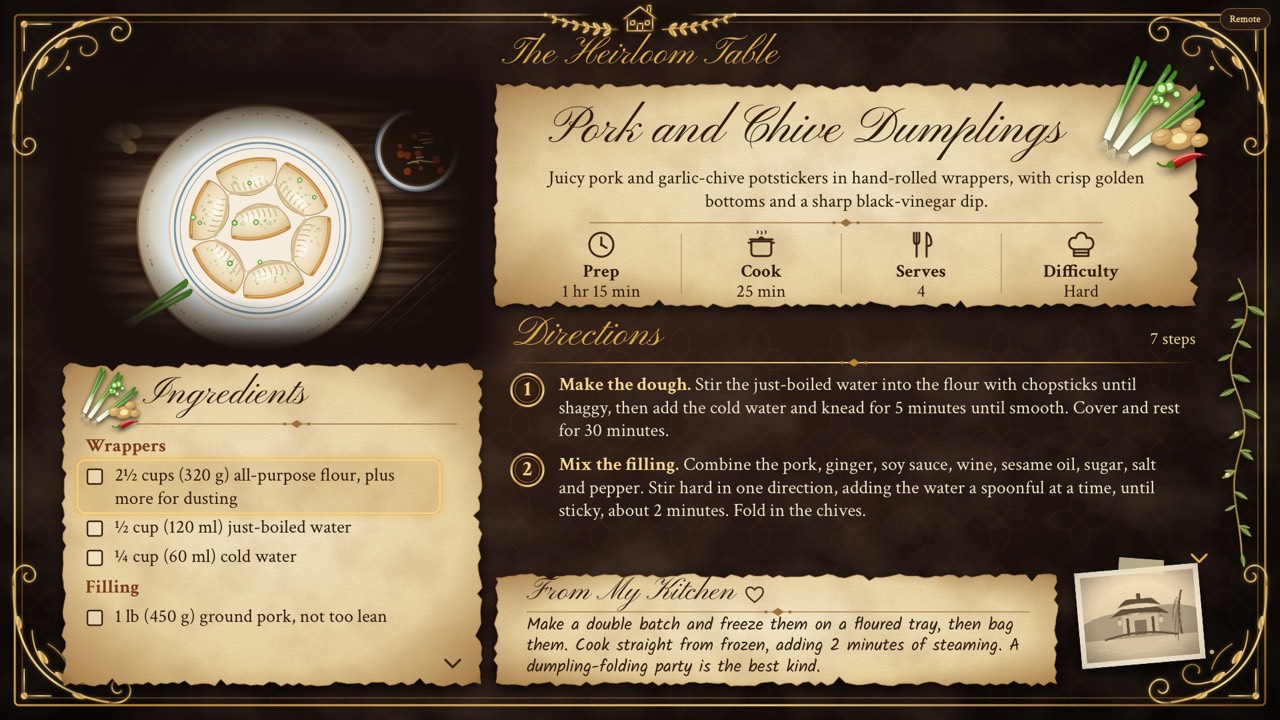 Remote
The Heirloom Table
Pork and Chive Dumplings
Juicy pork and garlic-chive potstickers in hand-rolled wrappers, with crisp golden
bottoms and a sharp black-vinegar dip.
Prep
1 hr 15 min
Cook
25 min
Serves
4
Difficulty
Hard
Ingredients
Wrappers
2½ cups (320 g) all-purpose flour, plus
more for dusting
½ cup (120 ml) just-boiled water
¼ cup (60 ml) cold water
Filling
1 lb (450 g) ground pork, not too lean
Directions
7 steps
1 Make the dough. Stir the just-boiled water into the flour with chopsticks until
shaggy, then add the cold water and knead for 5 minutes until smooth. Cover and rest
for 30 minutes.
2 Mix the filling. Combine the pork, ginger, soy sauce, wine, sesame oil, sugar, salt
and pepper. Stir hard in one direction, adding the water a spoonful at a time, until
sticky, about 2 minutes. Fold in the chives.
From My Kitchen
Make a double batch and freeze them on a floured tray, then bag
them. Cook straight from frozen, adding 2 minutes of steaming. A
dumpling-folding party is the best kind.